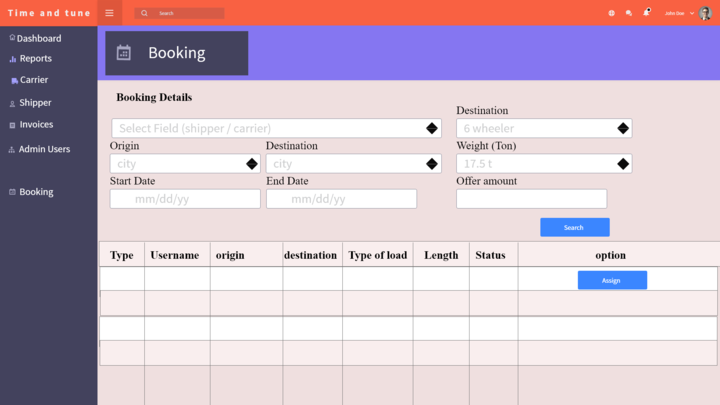 Time and tune
Search
John Doe
Dashboard
Reports
Carrier
Shipper
Invoices
Admin Users
Booking
Booking
Booking Details
Destination
Select Field (shipper / carrier)
6 wheeler
Origin
Destination
Weight (Ton)
city
city
17.5 t
Start Date
End Date
Offer amount
mm/dd/yy
mm/dd/yy
Search
Type Username origin destination Type of load Length Status option
Assign